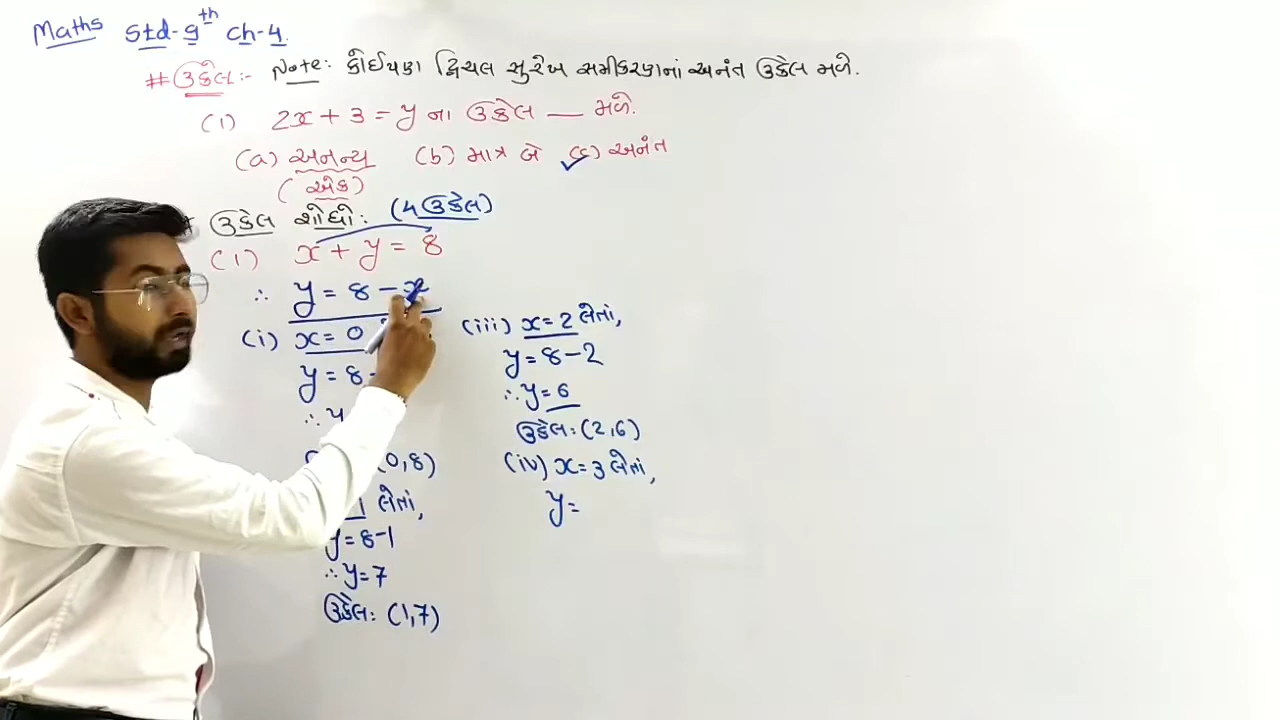 Maths Std-9th ch-4.
# ઉકેલ:- Note: કોઈપણ દ્વિચલ સુરેખ સમીકરણનાં અનંત ઉકેલ મળે.
(1) 2x + 3 = y ના ઉકેલ __ મળે.
(a) અનન્ય (b) માત્ર બે ✓(c) અનંત
(એક)
# ઉકેલ શોધો: (4 ઉકેલ)
(1) x + y = 8
∴ y = 8 - x
(i) x = 0
y = 8 -
∴ y
(0,8)
લેતાં,
y = 8-1
∴ y = 7
ઉકેલ: (1,7)
(iii) x = 2 લેતાં,
y = 8-2
∴ y = 6
ઉકેલ: (2,6)
(iv) x = 3 લેતાં,
y =